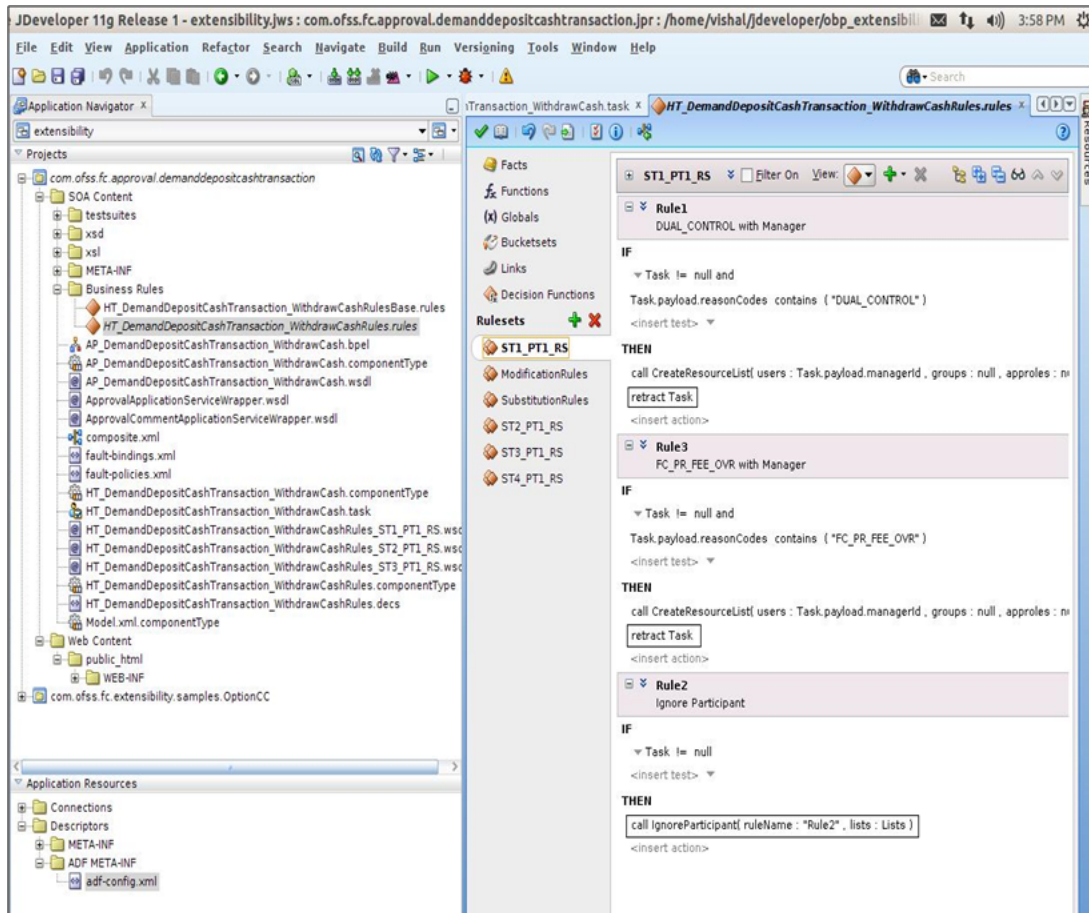 JDeveloper 11g Release 1 - extensibility.jws : com.ofss.fc.approval.demanddepositcashtransaction.jpr : /home/vishal/jdeveloper/obp_extensibili 3:58 PM
File Edit View Application Refactor Search Navigate Build Run Versioning Tools Window Help
Search
Application Navigator
extensibility
Projects
com.ofss.fc.approval.demanddepositcashtransaction
SOA Content
testsuites
xsd
xsl
META-INF
Business Rules
HT_DemandDepositCashTransaction_WithdrawCashRulesBase.rules
HT_DemandDepositCashTransaction_WithdrawCashRules.rules
AP_DemandDepositCashTransaction_WithdrawCash.bpel
AP_DemandDepositCashTransaction_WithdrawCash.componentType
AP_DemandDepositCashTransaction_WithdrawCash.wsdl
ApprovalApplicationServiceWrapper.wsdl
ApprovalCommentApplicationServiceWrapper.wsdl
composite.xml
fault-bindings.xml
fault-policies.xml
HT_DemandDepositCashTransaction_WithdrawCash.componentType
HT_DemandDepositCashTransaction_WithdrawCash.task
HT_DemandDepositCashTransaction_WithdrawCashRules_ST1_PT1_RS.wsd
HT_DemandDepositCashTransaction_WithdrawCashRules_ST2_PT1_RS.wsd
HT_DemandDepositCashTransaction_WithdrawCashRules_ST3_PT1_RS.wsd
HT_DemandDepositCashTransaction_WithdrawCashRules.componentType
HT_DemandDepositCashTransaction_WithdrawCashRules.decs
Model.xml.componentType
Web Content
public_html
WEB-INF
com.ofss.fc.extensibility.samples.OptionCC
Application Resources
Connections
Descriptors
META-INF
ADF META-INF
adf-config.xml
Transaction_WithdrawCash.task HT_DemandDepositCashTransaction_WithdrawCashRules.rules
Resources
Facts
Functions
(x) Globals
Bucketsets
Links
Decision Functions
Rulesets
ST1_PT1_RS
ModificationRules
SubstitutionRules
ST2_PT1_RS
ST3_PT1_RS
ST4_PT1_RS
ST1_PT1_RS Filter On View:
Rule1
DUAL_CONTROL with Manager
IF
Task != null and
Task.payload.reasonCodes contains ( "DUAL_CONTROL" )
<insert test>
THEN
call CreateResourceList( users : Task.payload.managerId , groups : null , approles : nu
retract Task
<insert action>
Rule3
FC_PR_FEE_OVR with Manager
IF
Task != null and
Task.payload.reasonCodes contains ( "FC_PR_FEE_OVR" )
<insert test>
THEN
call CreateResourceList( users : Task.payload.managerId , groups : null , approles : nu
retract Task
<insert action>
Rule2
Ignore Participant
IF
Task != null
<insert test>
THEN
call IgnoreParticipant( ruleName : "Rule2" , lists : Lists )
<insert action>